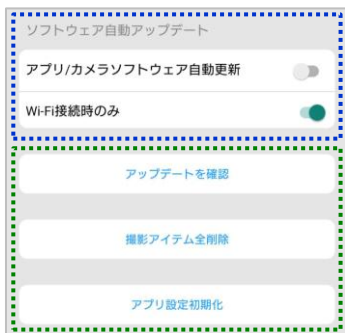 ソフトウェア自動アップデート
アプリ/カメラソフトウェア自動更新
Wi-Fi接続時のみ
アップデートを確認
撮影アイテム全削除
アプリ設定初期化